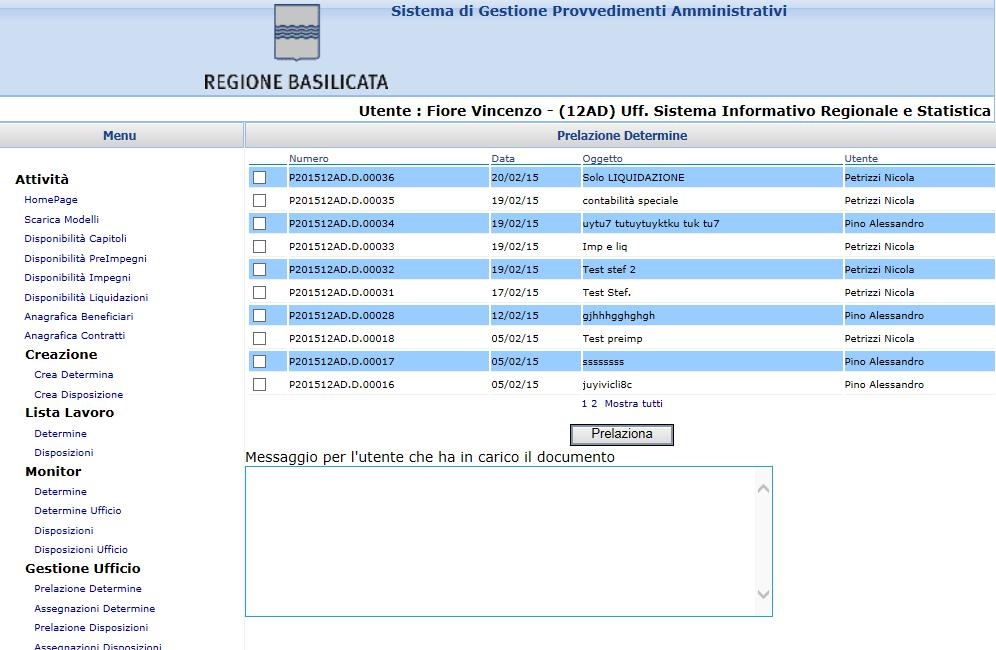 Sistema di Gestione Provvedimenti Amministrativi
REGIONE BASILICATA
Utente : Fiore Vincenzo - (12AD) Uff. Sistema Informativo Regionale e Statistica
Menu
Attività
HomePage
Scarica Modelli
Disponibilità Capitoli
Disponibilità PreImpegni
Disponibilità Impegni
Disponibilità Liquidazioni
Anagrafica Beneficiari
Anagrafica Contratti
Creazione
Crea Determina
Crea Disposizione
Lista Lavoro
Determine
Disposizioni
Monitor
Determine
Determine Ufficio
Disposizioni
Disposizioni Ufficio
Gestione Ufficio
Prelazione Determine
Assegnazioni Determine
Prelazione Disposizioni
Assegnazioni Disposizioni
Prelazione Determine
Numero Data Oggetto Utente
P201512AD.D.00036 20/02/15 Solo LIQUIDAZIONE Petrizzi Nicola
P201512AD.D.00035 19/02/15 contabilità speciale Petrizzi Nicola
P201512AD.D.00034 19/02/15 uytu7 tutuytuyktku tuk tu7 Pino Alessandro
P201512AD.D.00033 19/02/15 Imp e liq Petrizzi Nicola
P201512AD.D.00032 19/02/15 Test stef 2 Petrizzi Nicola
P201512AD.D.00031 17/02/15 Test Stef. Petrizzi Nicola
P201512AD.D.00028 12/02/15 gjhhhgghghgh Pino Alessandro
P201512AD.D.00018 05/02/15 Test preimp Petrizzi Nicola
P201512AD.D.00017 05/02/15 ssssssss Pino Alessandro
P201512AD.D.00016 05/02/15 juyivicli8c Pino Alessandro
1 2 Mostra tutti
Prelaziona
Messaggio per l'utente che ha in carico il documento